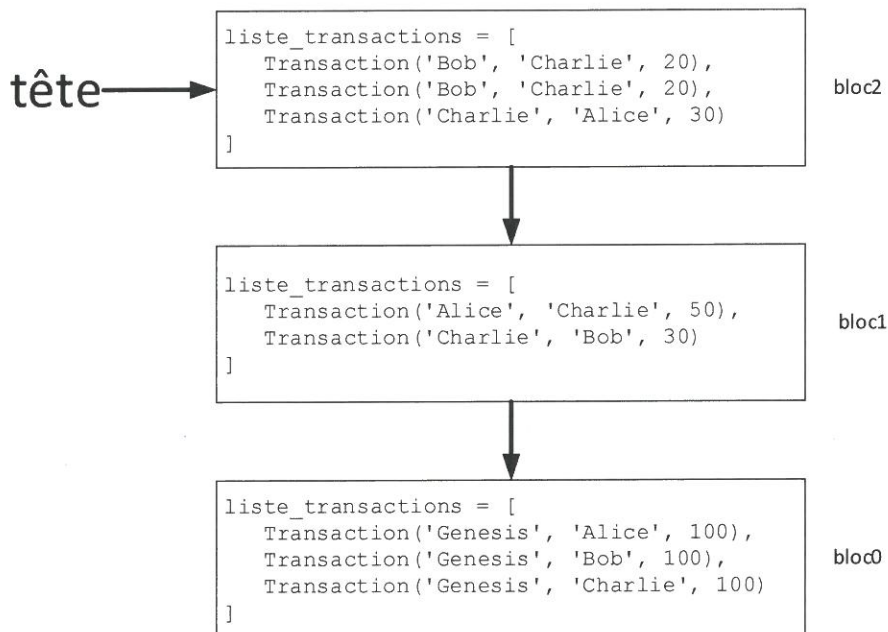 tête
liste_transactions = [
Transaction('Bob', 'Charlie', 20),
Transaction('Bob', 'Charlie', 20),
Transaction('Charlie', 'Alice', 30)
]
bloc2
liste_transactions = [
Transaction('Alice', 'Charlie', 50),
Transaction('Charlie', 'Bob', 30)
]
bloc1
liste_transactions = [
Transaction('Genesis', 'Alice', 100),
Transaction('Genesis', 'Bob', 100),
Transaction('Genesis', 'Charlie', 100)
]
bloc0